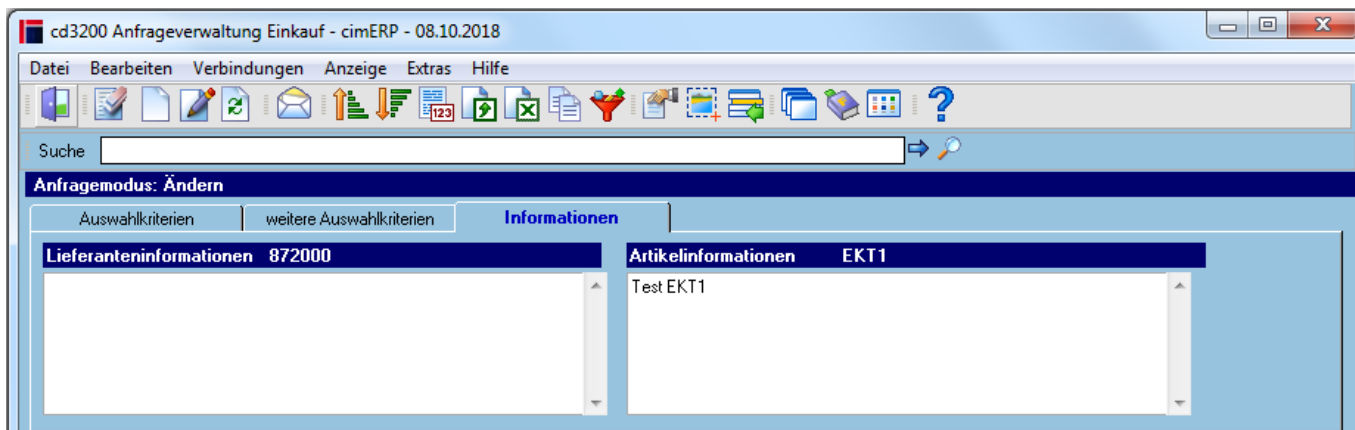 cd3200 Anfrageverwaltung Einkauf - cimERP - 08.10.2018
Datei Bearbeiten Verbindungen Anzeige Extras Hilfe
123
Suche
Anfragemodus: Ändern
Auswahlkriterien weitere Auswahlkriterien Informationen
Lieferanteninformationen 872000 Artikelinformationen EKT1
Test EKT1